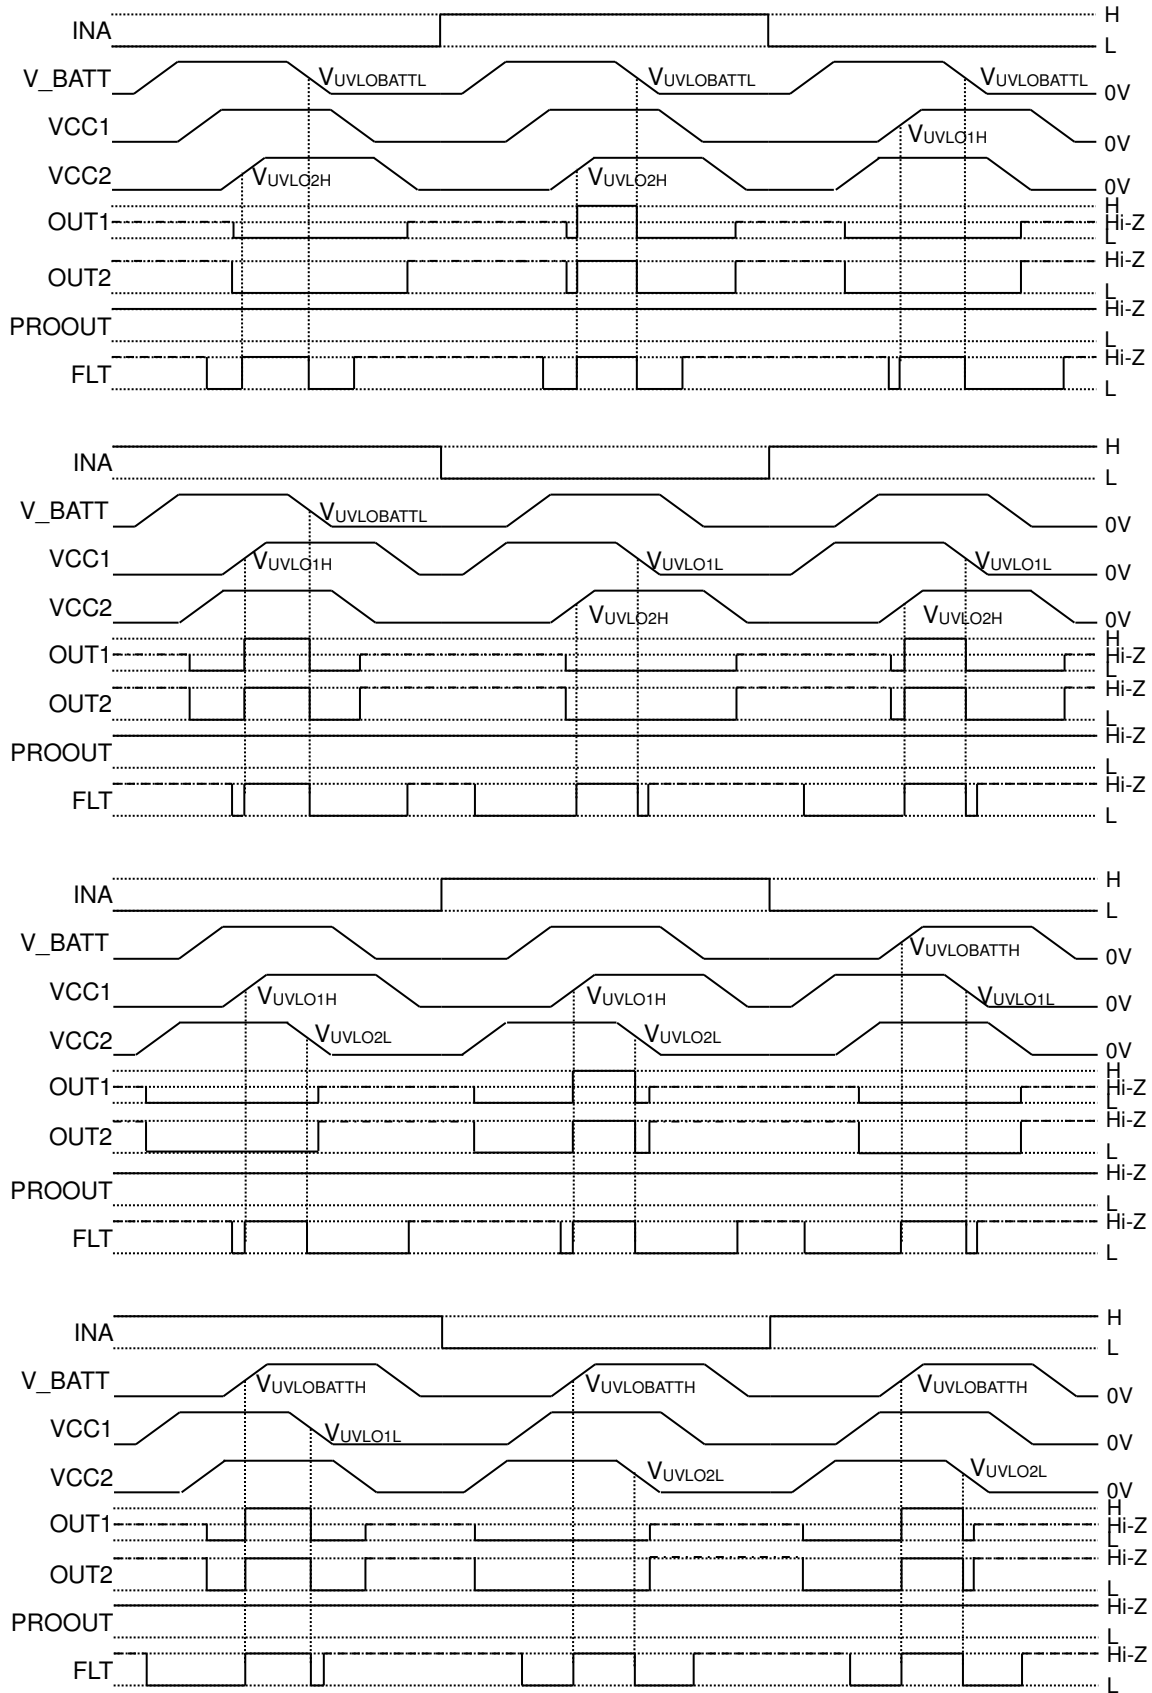 INA H
L
V_BATT VUVLOBATTL VUVLOBATTL VUVLOBATTL 0V
VCC1 VUVLO1H 0V
VCC2 VUVLO2H VUVLO2H 0V
H
OUT1 Hi-Z
L
OUT2 Hi-Z
L
PROOUT Hi-Z
L
FLT Hi-Z
L
INA H
L
V_BATT VUVLOBATTL 0V
VCC1 VUVLO1H VUVLO1L VUVLO1L 0V
VCC2 VUVLO2H VUVLO2H 0V
H
OUT1 Hi-Z
L
OUT2 Hi-Z
L
PROOUT Hi-Z
L
FLT Hi-Z
L
INA H
L
V_BATT VUVLOBATTH 0V
VCC1 VUVLO1H VUVLO1H VUVLO1L 0V
VCC2 VUVLO2L VUVLO2L 0V
H
OUT1 Hi-Z
L
OUT2 Hi-Z
L
PROOUT Hi-Z
L
FLT Hi-Z
L
INA H
L
V_BATT VUVLOBATTH VUVLOBATTH VUVLOBATTH 0V
VCC1 VUVLO1L 0V
VCC2 VUVLO2L VUVLO2L 0V
H
OUT1 Hi-Z
L
OUT2 Hi-Z
L
PROOUT Hi-Z
L
FLT Hi-Z
L